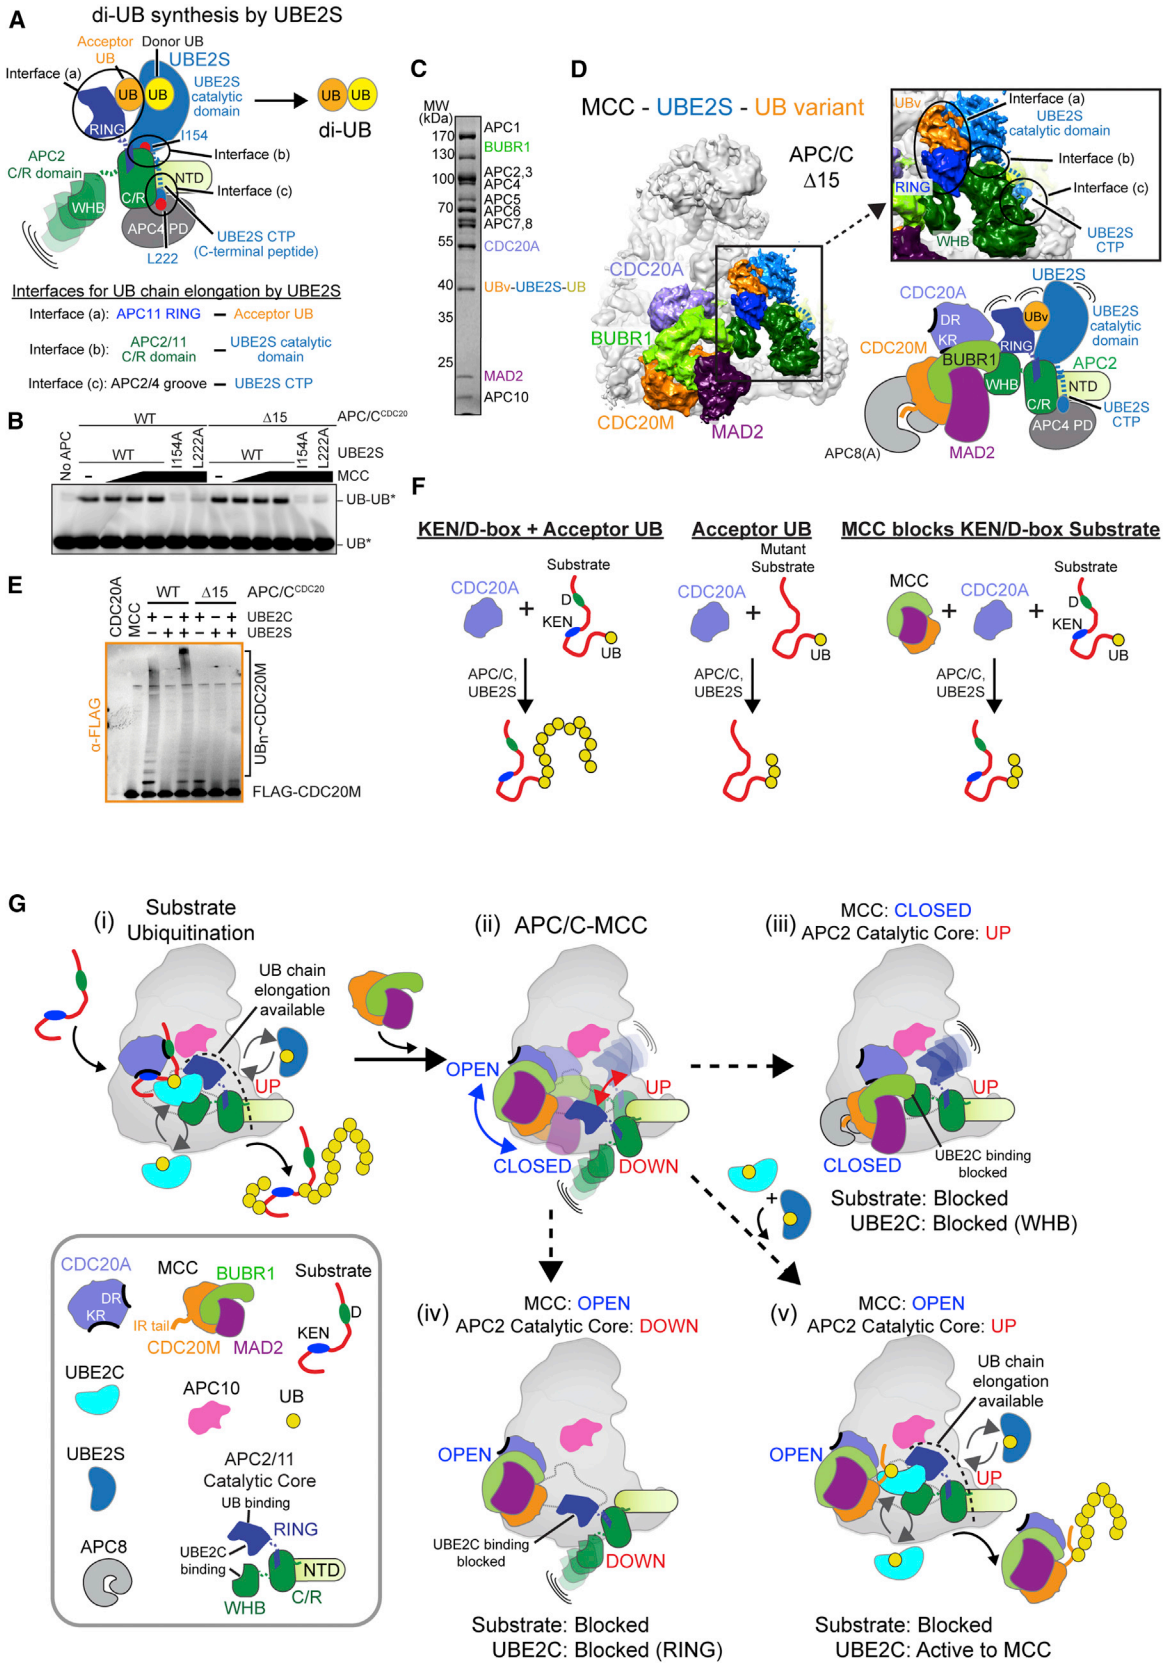 A
di-UB synthesis by UBE2S
Acceptor
UB
Donor UB
UBE2S
Interface (a)
UBE2S
catalytic
domain
UB
UB
RING
UB
UB
di-UB
I154
Interface (b)
APC2
C/R domain
NTD
C/R
WHB
Interface (c)
APC4 PD
UBE2S CTP
(C-terminal peptide)
L222
Interfaces for UB chain elongation by UBE2S
Interface (a): APC11 RING – Acceptor UB
Interface (b): APC2/11 C/R domain – UBE2S catalytic domain
Interface (c): APC2/4 groove – UBE2S CTP
B
WT
Δ15
APC/C^CDC20
No APC
WT
I154A
L222A
WT
I154A
L222A
UBE2S
–
–
MCC
UB-UB*
UB*
C
MW
(kDa)
170
130
100
70
55
40
35
25
APC1
BUBR1
APC2,3
APC4
APC5
APC6
APC7,8
CDC20A
UBv-UBE2S-UB
MAD2
APC10
D
MCC - UBE2S - UB variant
APC/C
Δ15
CDC20A
BUBR1
CDC20M
MAD2
UBv
Interface (a)
UBE2S
catalytic domain
Interface (b)
Interface (c)
RING
WHB
UBE2S
CTP
UBE2S
CDC20A
UBv
UBE2S
catalytic
domain
DR
KR
RING
CDC20M
BUBR1
APC2
WHB
NTD
C/R
UBE2S
CTP
APC4 PD
APC8(A)
MAD2
E
CDC20A
MCC
WT
Δ15
APC/C^CDC20
+ – + + – +
UBE2C
– + + – + +
UBE2S
α-FLAG
UBn~CDC20M
FLAG-CDC20M
F
KEN/D-box + Acceptor UB
CDC20A
+
Substrate
D
KEN
UB
APC/C,
UBE2S
Acceptor UB
Mutant
Substrate
CDC20A
+
UB
APC/C,
UBE2S
MCC blocks KEN/D-box Substrate
MCC
+
CDC20A
+
Substrate
D
KEN
UB
APC/C,
UBE2S
G
(i)
Substrate
Ubiquitination
UB chain
elongation
available
UP
(ii)
APC/C-MCC
OPEN
UP
CLOSED
DOWN
(iii)
MCC: CLOSED
APC2 Catalytic Core: UP
UP
CLOSED
UBE2C binding
blocked
Substrate: Blocked
UBE2C: Blocked (WHB)
+
CDC20A
DR
KR
MCC
BUBR1
IR tail
CDC20M
MAD2
Substrate
D
KEN
UBE2C
APC10
UB
UBE2S
APC2/11
Catalytic Core
UB binding
RING
UBE2C
binding
NTD
WHB
C/R
APC8
(iv)
MCC: OPEN
APC2 Catalytic Core: DOWN
OPEN
UBE2C binding
blocked
DOWN
Substrate: Blocked
UBE2C: Blocked (RING)
(v)
MCC: OPEN
APC2 Catalytic Core: UP
UB chain
elongation
available
OPEN
UP
Substrate: Blocked
UBE2C: Active to MCC